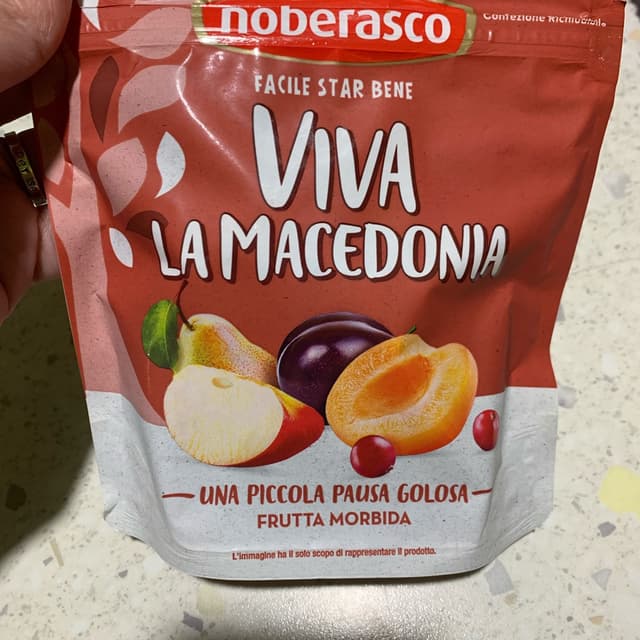 noberasco
Confezione Richiudibile
FACILE STAR BENE
VIVA
LA MACEDONIA
UNA PICCOLA PAUSA GOLOSA
FRUTTA MORBIDA
L'immagine ha il solo scopo di rappresentare il prodotto.